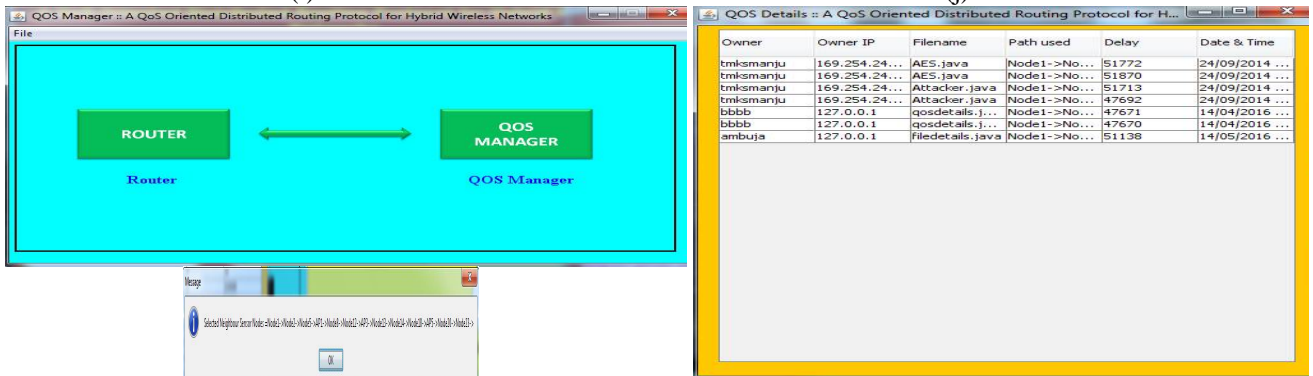 (j)
QOS Manager :: A QoS Oriented Distributed Routing Protocol for Hybrid Wireless Networks
File
ROUTER
QOS
MANAGER
Router
QOS Manager
Message
Selected Neighbour Sensor Nodes
OK
QOS Details :: A QoS Oriented Distributed Routing Protocol for H...
Owner Owner IP Filename Path used Delay Date & Time
tmksmanju 169.254.24... AES.java Node1->No... 51772 24/09/2014 ...
tmksmanju 169.254.24... AES.java Node1->No... 51870 24/09/2014 ...
tmksmanju 169.254.24... Attacker.java Node1->No... 51713 24/09/2014 ...
tmksmanju 169.254.24... Attacker.java Node1->No... 47692 24/09/2014 ...
bbbb 127.0.0.1 qosdetails.j... Node1->No... 47671 14/04/2016 ...
bbbb 127.0.0.1 qosdetails.j... Node1->No... 47670 14/04/2016 ...
ambuja 127.0.0.1 filedetails.java Node1->No... 51138 14/05/2016 ...